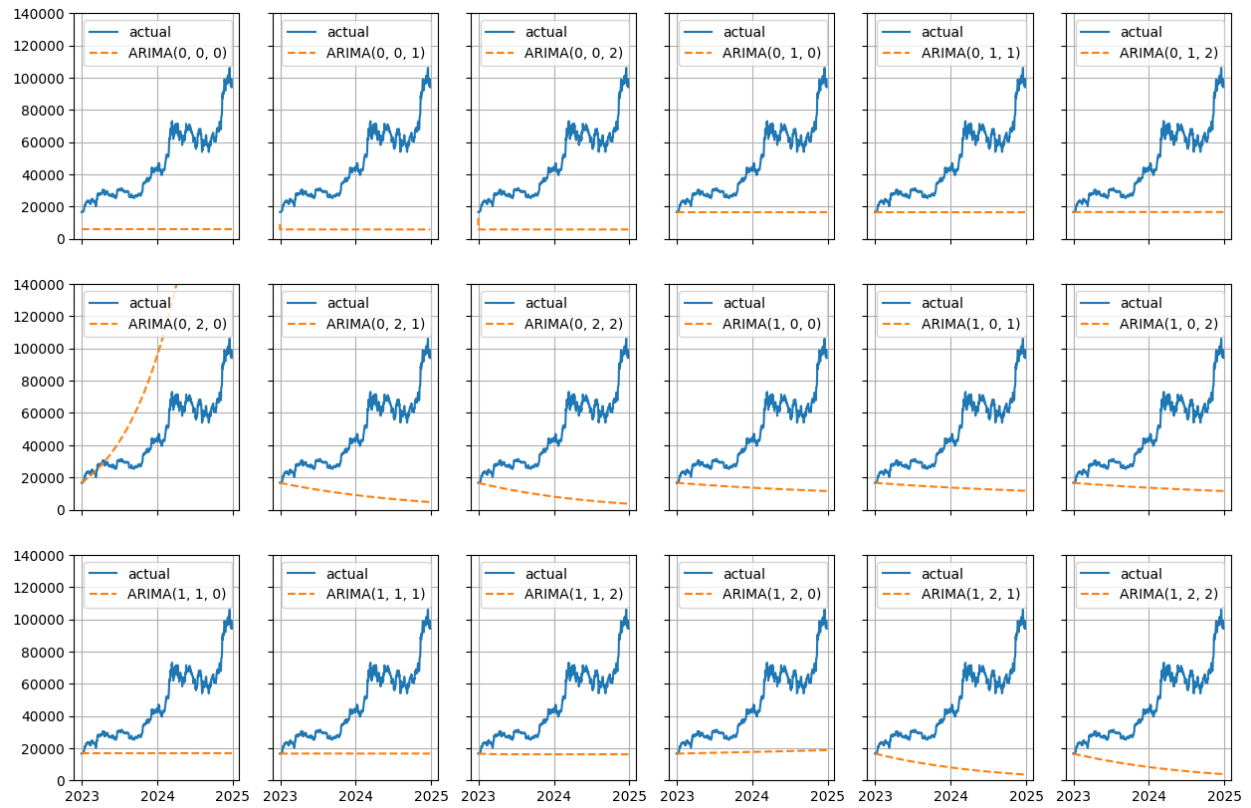 140000
120000
100000
80000
60000
40000
20000
0
actual
ARIMA(0, 0, 0)
actual
ARIMA(0, 0, 1)
actual
ARIMA(0, 0, 2)
actual
ARIMA(0, 1, 0)
actual
ARIMA(0, 1, 1)
actual
ARIMA(0, 1, 2)
140000
120000
100000
80000
60000
40000
20000
0
actual
ARIMA(0, 2, 0)
actual
ARIMA(0, 2, 1)
actual
ARIMA(0, 2, 2)
actual
ARIMA(1, 0, 0)
actual
ARIMA(1, 0, 1)
actual
ARIMA(1, 0, 2)
140000
120000
100000
80000
60000
40000
20000
0
actual
ARIMA(1, 1, 0)
actual
ARIMA(1, 1, 1)
actual
ARIMA(1, 1, 2)
actual
ARIMA(1, 2, 0)
actual
ARIMA(1, 2, 1)
actual
ARIMA(1, 2, 2)
2023 2024 2025
2023 2024 2025
2023 2024 2025
2023 2024 2025
2023 2024 2025
2023 2024 2025